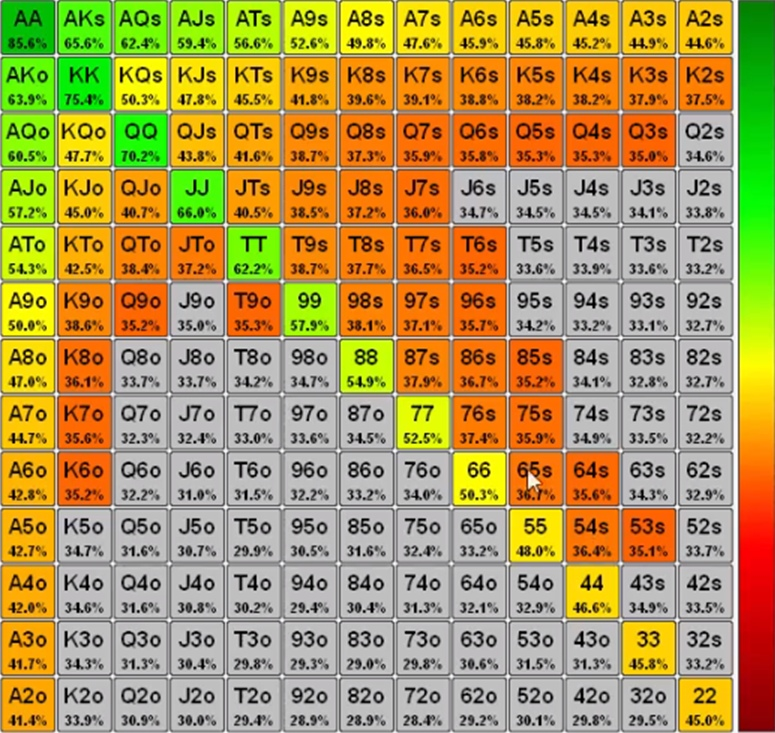 AA AKs AQs AJs ATs A9s A8s A7s A6s A5s A4s A3s A2s
85.6% 65.6% 62.4% 59.4% 56.6% 52.6% 49.8% 47.6% 45.9% 45.8% 45.2% 44.9% 44.6%
AKo KK KQs KJs KTs K9s K8s K7s K6s K5s K4s K3s K2s
63.9% 75.4% 50.3% 47.8% 45.5% 41.8% 39.6% 39.1% 38.8% 38.2% 38.2% 37.9% 37.5%
AQo KQo QQ QJs QTs Q9s Q8s Q7s Q6s Q5s Q4s Q3s Q2s
60.5% 47.7% 70.2% 43.8% 41.6% 38.7% 37.3% 35.9% 35.8% 35.3% 35.3% 35.0% 34.6%
AJo KJo QJo JJ JTs J9s J8s J7s J6s J5s J4s J3s J2s
57.2% 45.0% 40.7% 66.0% 40.5% 38.5% 37.2% 36.0% 34.7% 34.5% 34.5% 34.1% 33.8%
ATo KTo QTo JTo TT T9s T8s T7s T6s T5s T4s T3s T2s
54.3% 42.5% 38.4% 37.2% 62.2% 38.7% 37.7% 36.5% 35.2% 33.6% 33.9% 33.6% 33.2%
A9o K9o Q9o J9o T9o 99 98s 97s 96s 95s 94s 93s 92s
50.0% 38.6% 35.2% 35.0% 35.3% 57.9% 38.1% 37.1% 35.7% 34.2% 33.2% 33.1% 32.7%
A8o K8o Q8o J8o T8o 98o 88 87s 86s 85s 84s 83s 82s
47.0% 36.1% 33.7% 33.7% 34.2% 34.7% 54.9% 37.9% 36.7% 35.2% 34.1% 32.8% 32.7%
A7o K7o Q7o J7o T7o 97o 87o 77 76s 75s 74s 73s 72s
44.7% 35.6% 32.3% 32.4% 33.0% 33.6% 34.5% 52.5% 37.4% 35.9% 34.9% 33.5% 32.2%
A6o K6o Q6o J6o T6o 96o 86o 76o 66 65s 64s 63s 62s
42.8% 35.2% 32.2% 31.0% 31.5% 32.2% 33.2% 34.0% 50.3% 36.7% 35.6% 34.3% 32.9%
A5o K5o Q5o J5o T5o 95o 85o 75o 65o 55 54s 53s 52s
42.7% 34.7% 31.6% 30.7% 29.9% 30.5% 31.6% 32.4% 33.2% 48.0% 36.4% 35.1% 33.7%
A4o K4o Q4o J4o T4o 94o 84o 74o 64o 54o 44 43s 42s
42.0% 34.6% 31.6% 30.8% 30.2% 29.4% 30.4% 31.3% 32.1% 32.9% 46.6% 34.9% 33.5%
A3o K3o Q3o J3o T3o 93o 83o 73o 63o 53o 43o 33 32s
41.7% 34.3% 31.3% 30.4% 29.8% 29.3% 29.0% 29.8% 30.6% 31.5% 31.3% 45.8% 33.2%
A2o K2o Q2o J2o T2o 92o 82o 72o 62o 52o 42o 32o 22
41.4% 33.9% 30.9% 30.0% 29.4% 28.9% 28.9% 28.4% 29.2% 30.1% 29.8% 29.5% 45.0%